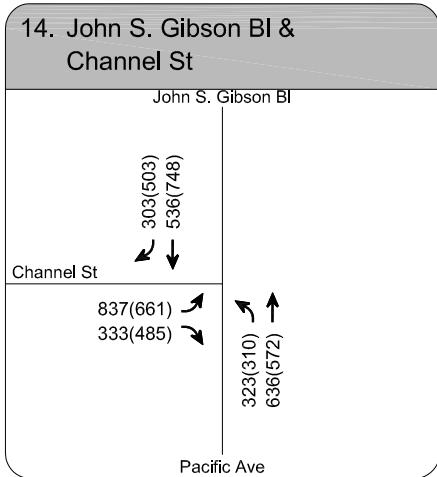 14. John S. Gibson Bl &
Channel St
John S. Gibson Bl
303(503)
536(748)
Channel St
837(661)
333(485)
323(310)
636(572)
Pacific Ave